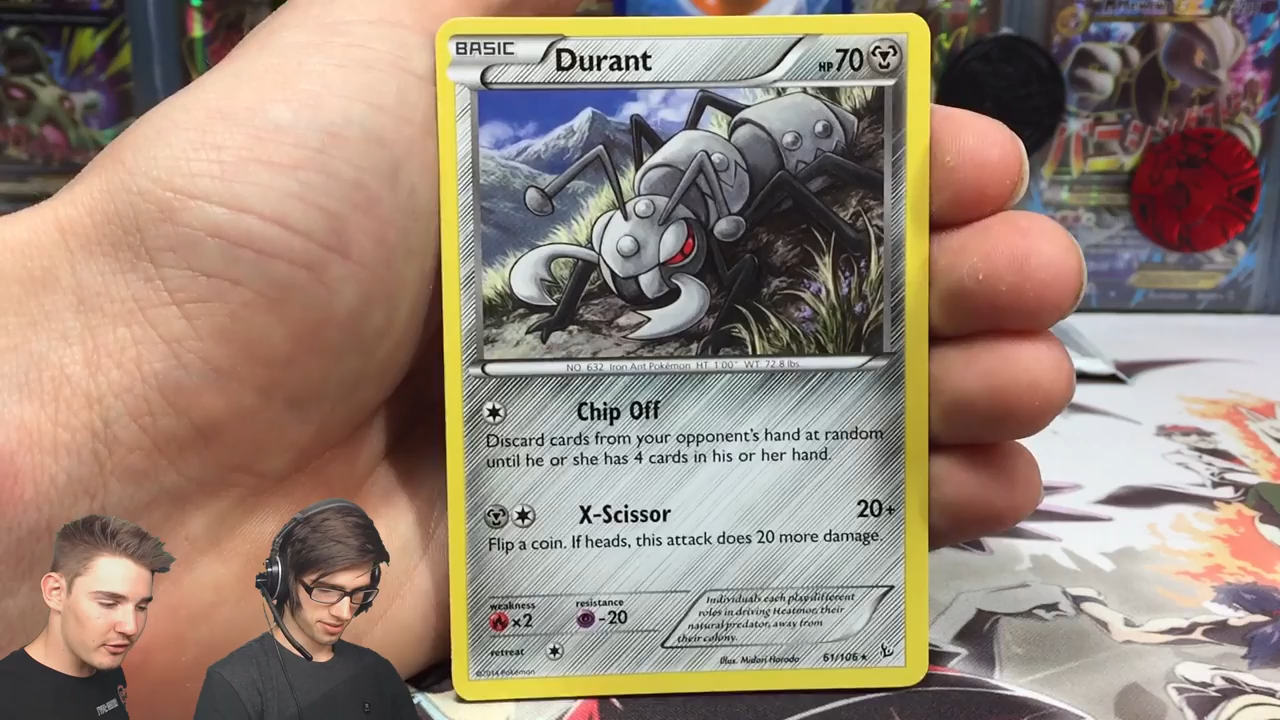 BASIC Durant HP 70
NO. 632 Iron Ant Pokémon HT 1'00" WT 72.8 lbs
Chip Off
Discard cards from your opponent's hand at random
until he or she has 4 cards in his or her hand.
X-Scissor 20+
Flip a coin. If heads, this attack does 20 more damage.
weakness resistance
×2 -20
retreat
Individuals each play different
roles in driving Heatmor, their
natural predator, away from
their colony.
Illus. Midori Harada
61/106 ★
©2014 Pokémon